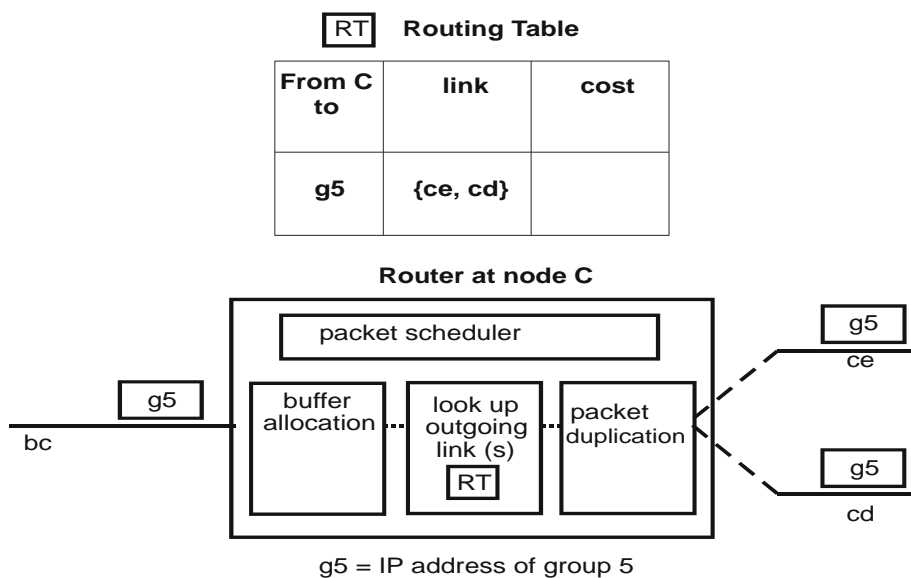 RT Routing Table
From C to
link
cost
g5
{ce, cd}
Router at node C
packet scheduler
g5
bc
buffer allocation
look up outgoing link (s)
RT
packet duplication
g5
ce
g5
cd
g5 = IP address of group 5